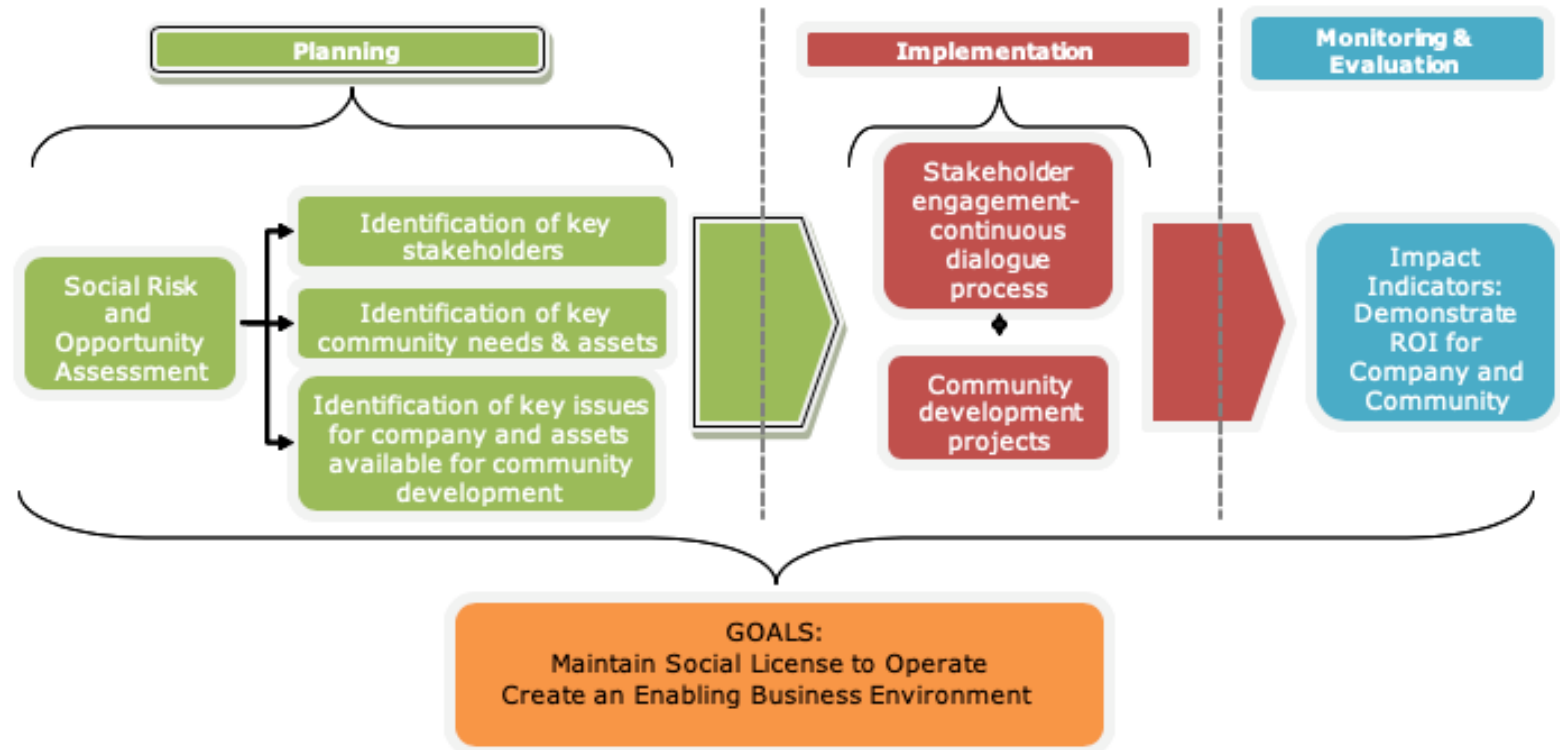 Planning
Implementation
Monitoring &
Evaluation
Social Risk
and
Opportunity
Assessment
Identification of key
stakeholders
Identification of key
community needs & assets
Identification of key issues
for company and assets
available for community
development
Stakeholder
engagement-
continuous
dialogue
process
Community
development
projects
Impact
Indicators:
Demonstrate
ROI for
Company and
Community
GOALS:
Maintain Social License to Operate
Create an Enabling Business Environment